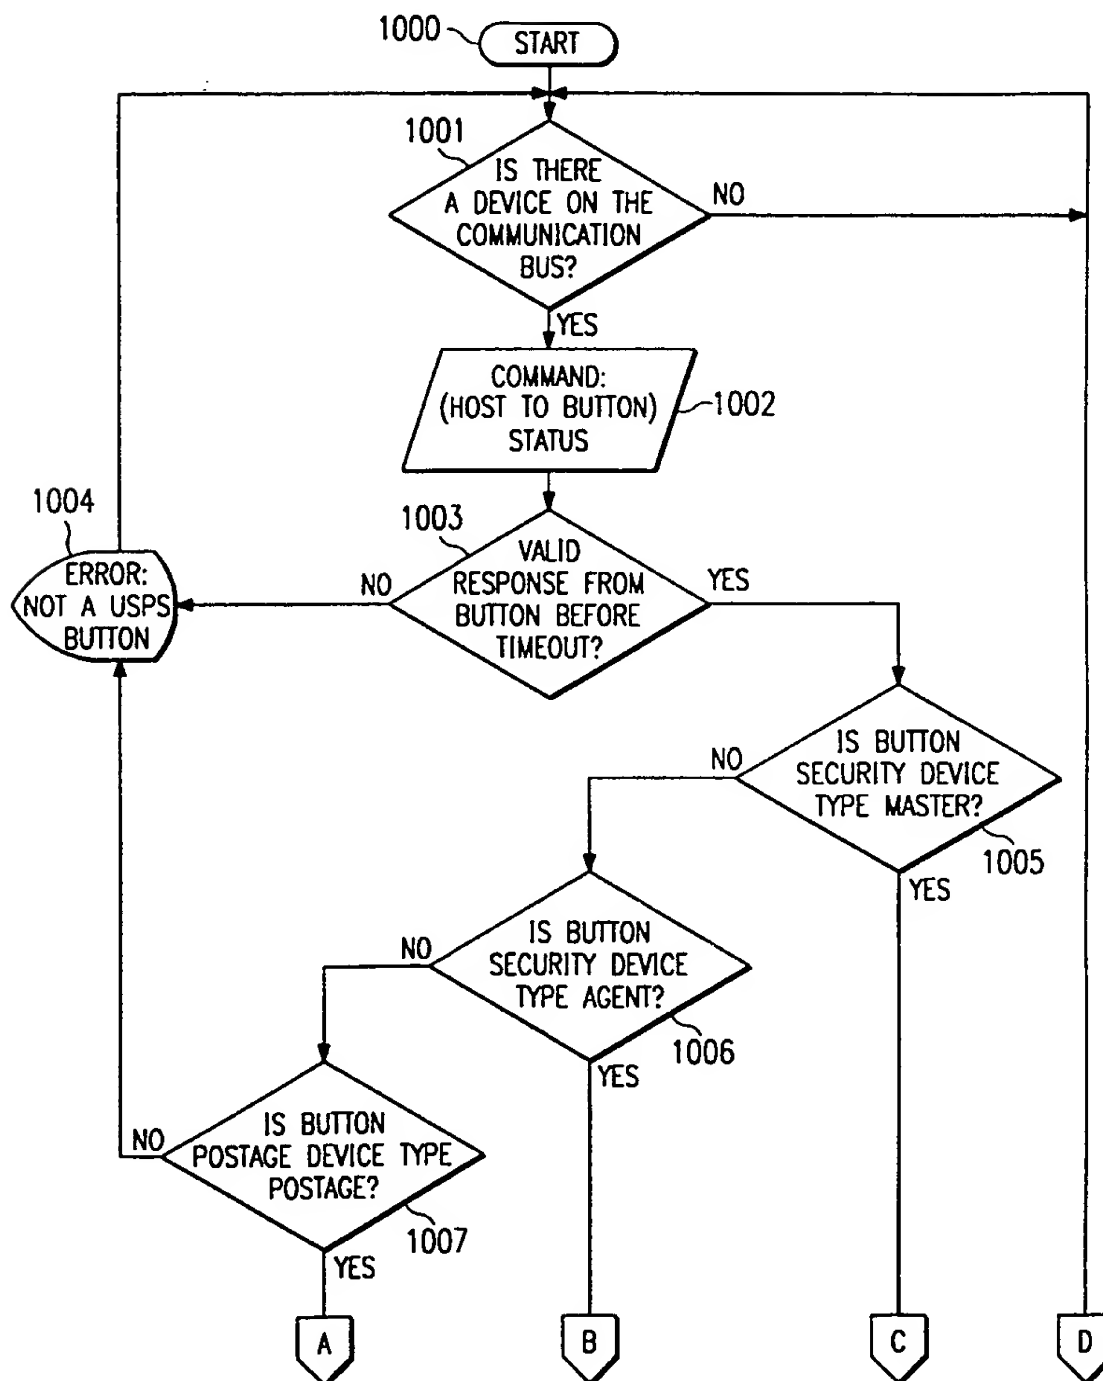 1000
START
1001
IS THERE
A DEVICE ON THE
COMMUNICATION
BUS?
NO
YES
COMMAND:
(HOST TO BUTTON)
STATUS
1002
1004
ERROR:
NOT A USPS
BUTTON
1003
VALID
RESPONSE FROM
BUTTON BEFORE
TIMEOUT?
NO
YES
IS BUTTON
SECURITY DEVICE
TYPE MASTER?
NO
1005
YES
IS BUTTON
SECURITY DEVICE
TYPE AGENT?
NO
1006
YES
IS BUTTON
POSTAGE DEVICE TYPE
POSTAGE?
NO
1007
YES
A
B
C
D